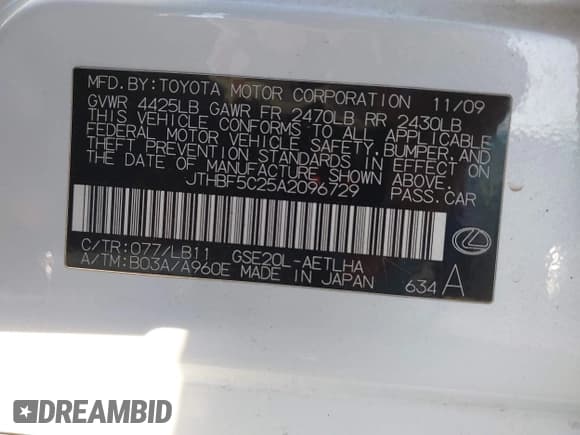 MFD.BY:TOYOTA MOTOR CORPORATION 11/09
GVWR 4425LB GAWR FR 2470LB RR 2430LB
THIS VEHICLE CONFORMS TO ALL APPLICABLE
FEDERAL MOTOR VEHICLE SAFETY,BUMPER,AND
THEFT PREVENTION STANDARDS IN EFFECT ON
THE DATE OF MANUFACTURE SHOWN ABOVE.
JTHBF5C25A2096729 PASS.CAR
C/TR:077/LB11 GSE20L-AETLHA
A/TM:B03A/A960E MADE IN JAPAN 634 A
DREAMBID